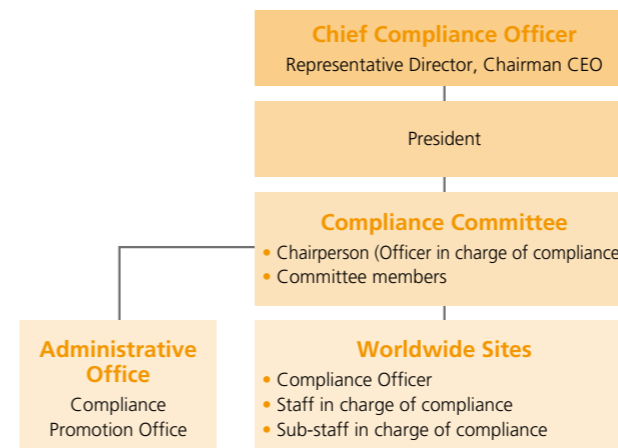 Chief Compliance Officer
Representative Director, Chairman CEO
President
Compliance Committee
• Chairperson (Officer in charge of compliance
• Committee members
Administrative
Office
Compliance
Promotion Office
Worldwide Sites
• Compliance Officer
• Staff in charge of compliance
• Sub-staff in charge of compliance